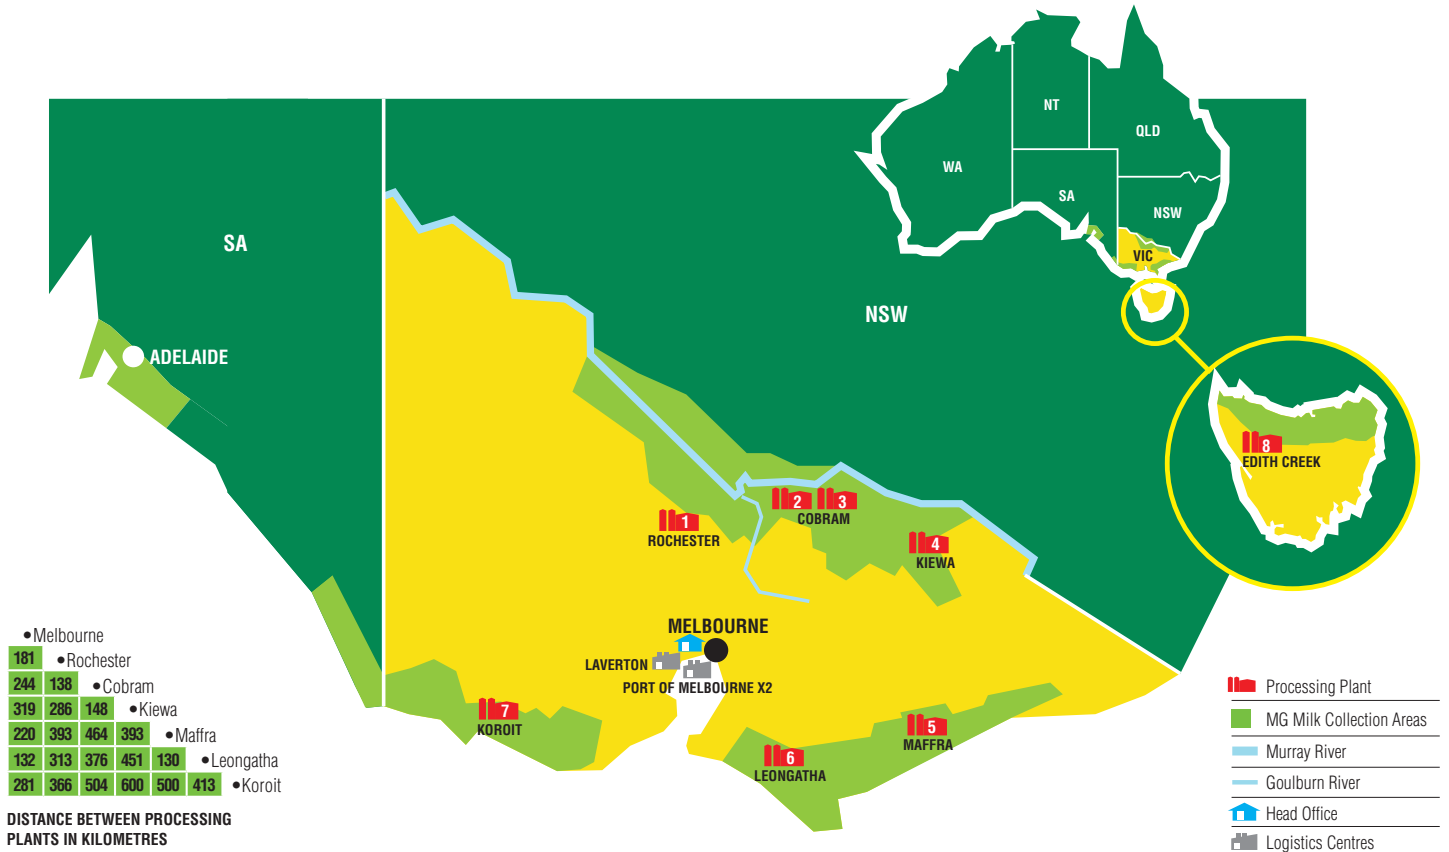 WA
NT
QLD
SA
NSW
VIC
SA
NSW
ADELAIDE
8
EDITH CREEK
2 3
COBRAM
1
ROCHESTER
4
KIEWA
MELBOURNE
LAVERTON
PORT OF MELBOURNE X2
7
KOROIT
5
MAFFRA
6
LEONGATHA
•Melbourne
181 •Rochester
244 138 •Cobram
319 286 148 •Kiewa
220 393 464 393 •Maffra
132 313 376 451 130 •Leongatha
281 366 504 600 500 413 •Koroit
DISTANCE BETWEEN PROCESSING
PLANTS IN KILOMETRES
Processing Plant
MG Milk Collection Areas
Murray River
Goulburn River
Head Office
Logistics Centres